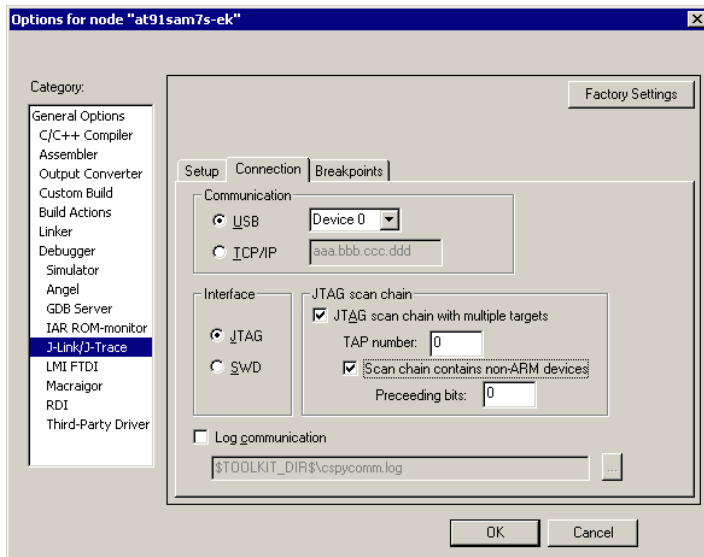 Options for node "at91sam7s-ek"
Category:
General Options
C/C++ Compiler
Assembler
Output Converter
Custom Build
Build Actions
Linker
Debugger
Simulator
Angel
GDB Server
IAR ROM-monitor
J-Link/J-Trace
LMI FTDI
Macraigor
RDI
Third-Party Driver
Factory Settings
Setup Connection Breakpoints
Communication
USB Device 0
TCP/IP aaa.bbb.ccc.ddd
Interface
JTAG
SWD
JTAG scan chain
JTAG scan chain with multiple targets
TAP number: 0
Scan chain contains non-ARM devices
Preceeding bits: 0
Log communication
$TOOLKIT_DIR$\cspycomm.log ...
OK Cancel